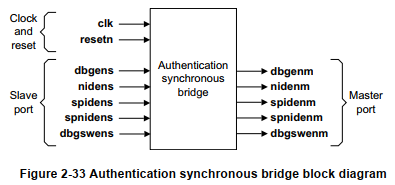 Clock
and
reset
clk
resetn
Authentication
synchronous
bridge
Slave
port
dbgens
nidens
spidens
spnidens
dbgswens
dbgenm
nidenm
spidenm
spnidenm
dbgswenm
Master
port
Figure 2-33 Authentication synchronous bridge block diagram